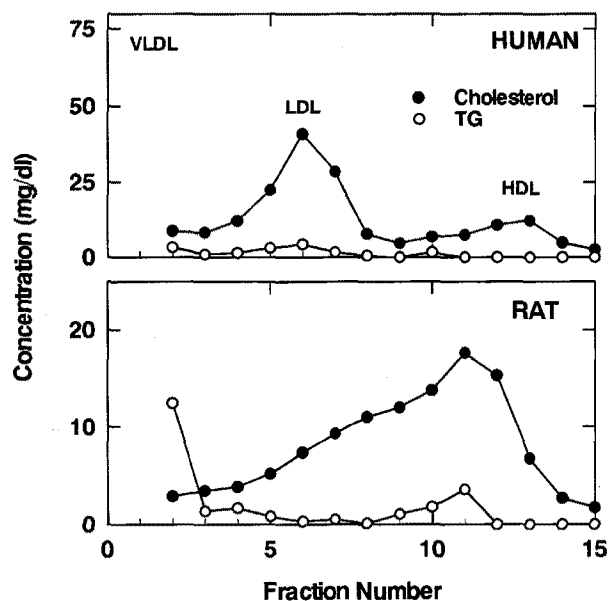 75
VLDL
HUMAN
50
LDL
Cholesterol
TG
25
HDL
0
Concentration (mg/dl)
RAT
20
10
0
0
5
10
15
Fraction Number